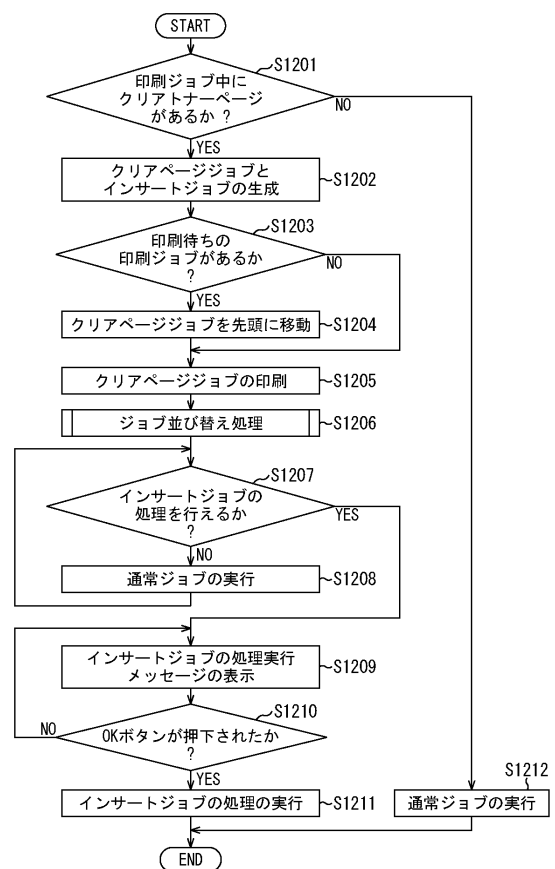 START
S1201
印刷ジョブ中に
クリアトナーページ
があるか ?
NO
YES
クリアページジョブと
インサートジョブの生成
S1202
S1203
印刷待ちの
印刷ジョブがあるか
?
NO
YES
クリアページジョブを先頭に移動
S1204
クリアページジョブの印刷
S1205
ジョブ並び替え処理
S1206
S1207
インサートジョブの
処理を行えるか
?
YES
NO
通常ジョブの実行
S1208
インサートジョブの処理実行
メッセージの表示
S1209
S1210
NO
OKボタンが押下されたか
?
YES
S1212
インサートジョブの処理の実行
S1211
通常ジョブの実行
END